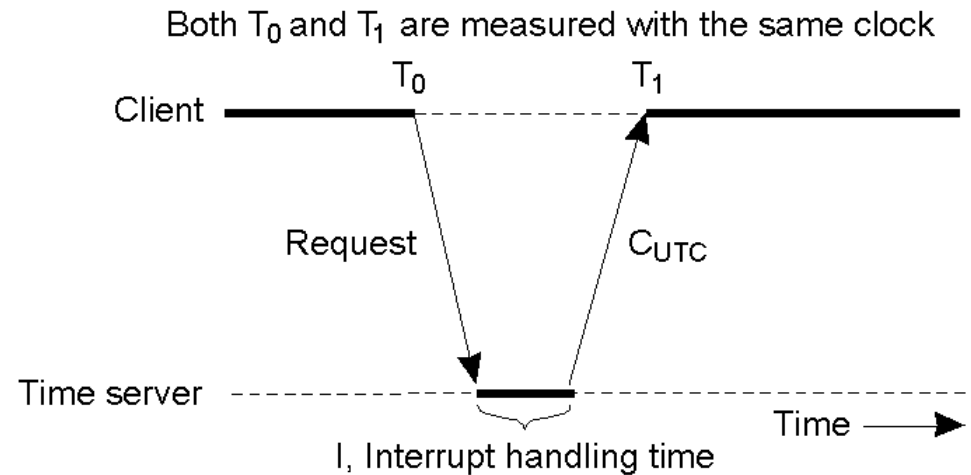 Both T0 and T1 are measured with the same clock
T0
T1
Client
Request
CUTC
Time server
Time
I, Interrupt handling time